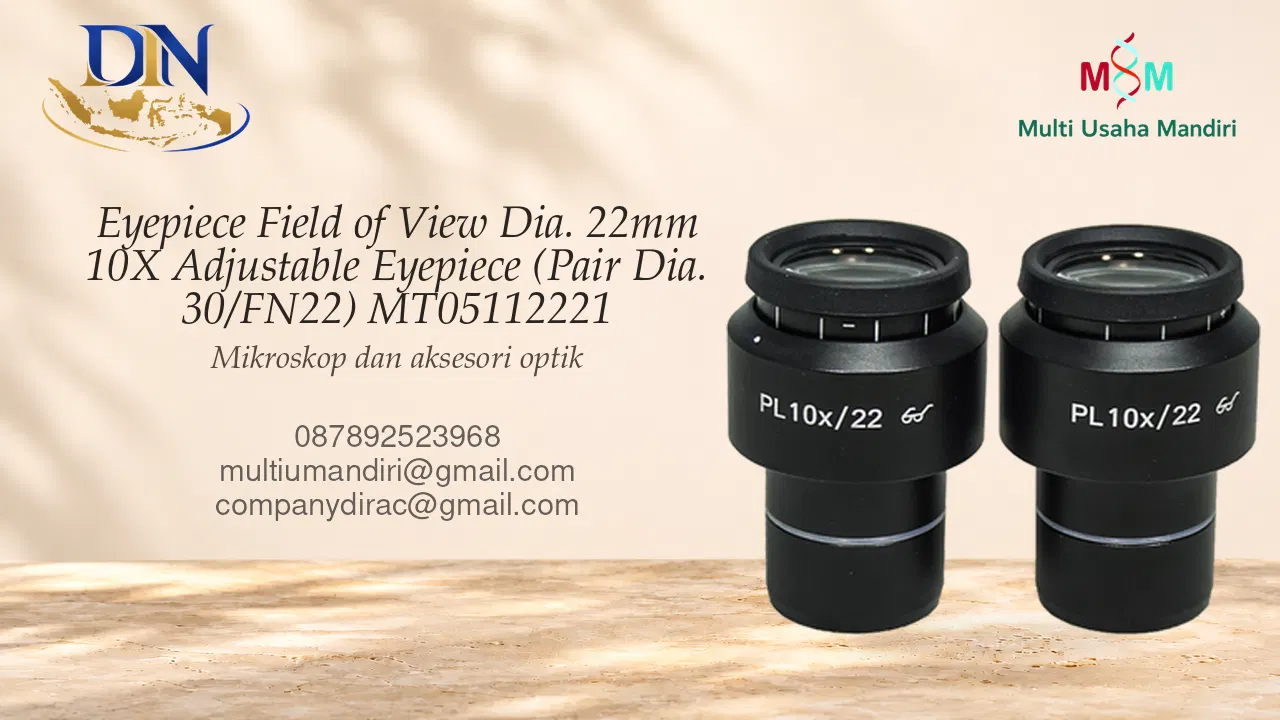 DIN
MSM
Multi Usaha Mandiri
Eyepiece Field of View Dia. 22mm
10X Adjustable Eyepiece (Pair Dia.
30/FN22) MT05112221
Mikroskop dan aksesori optik
087892523968
multiumandiri@gmail.com
companydirac@gmail.com
PL10x/22
PL10x/22